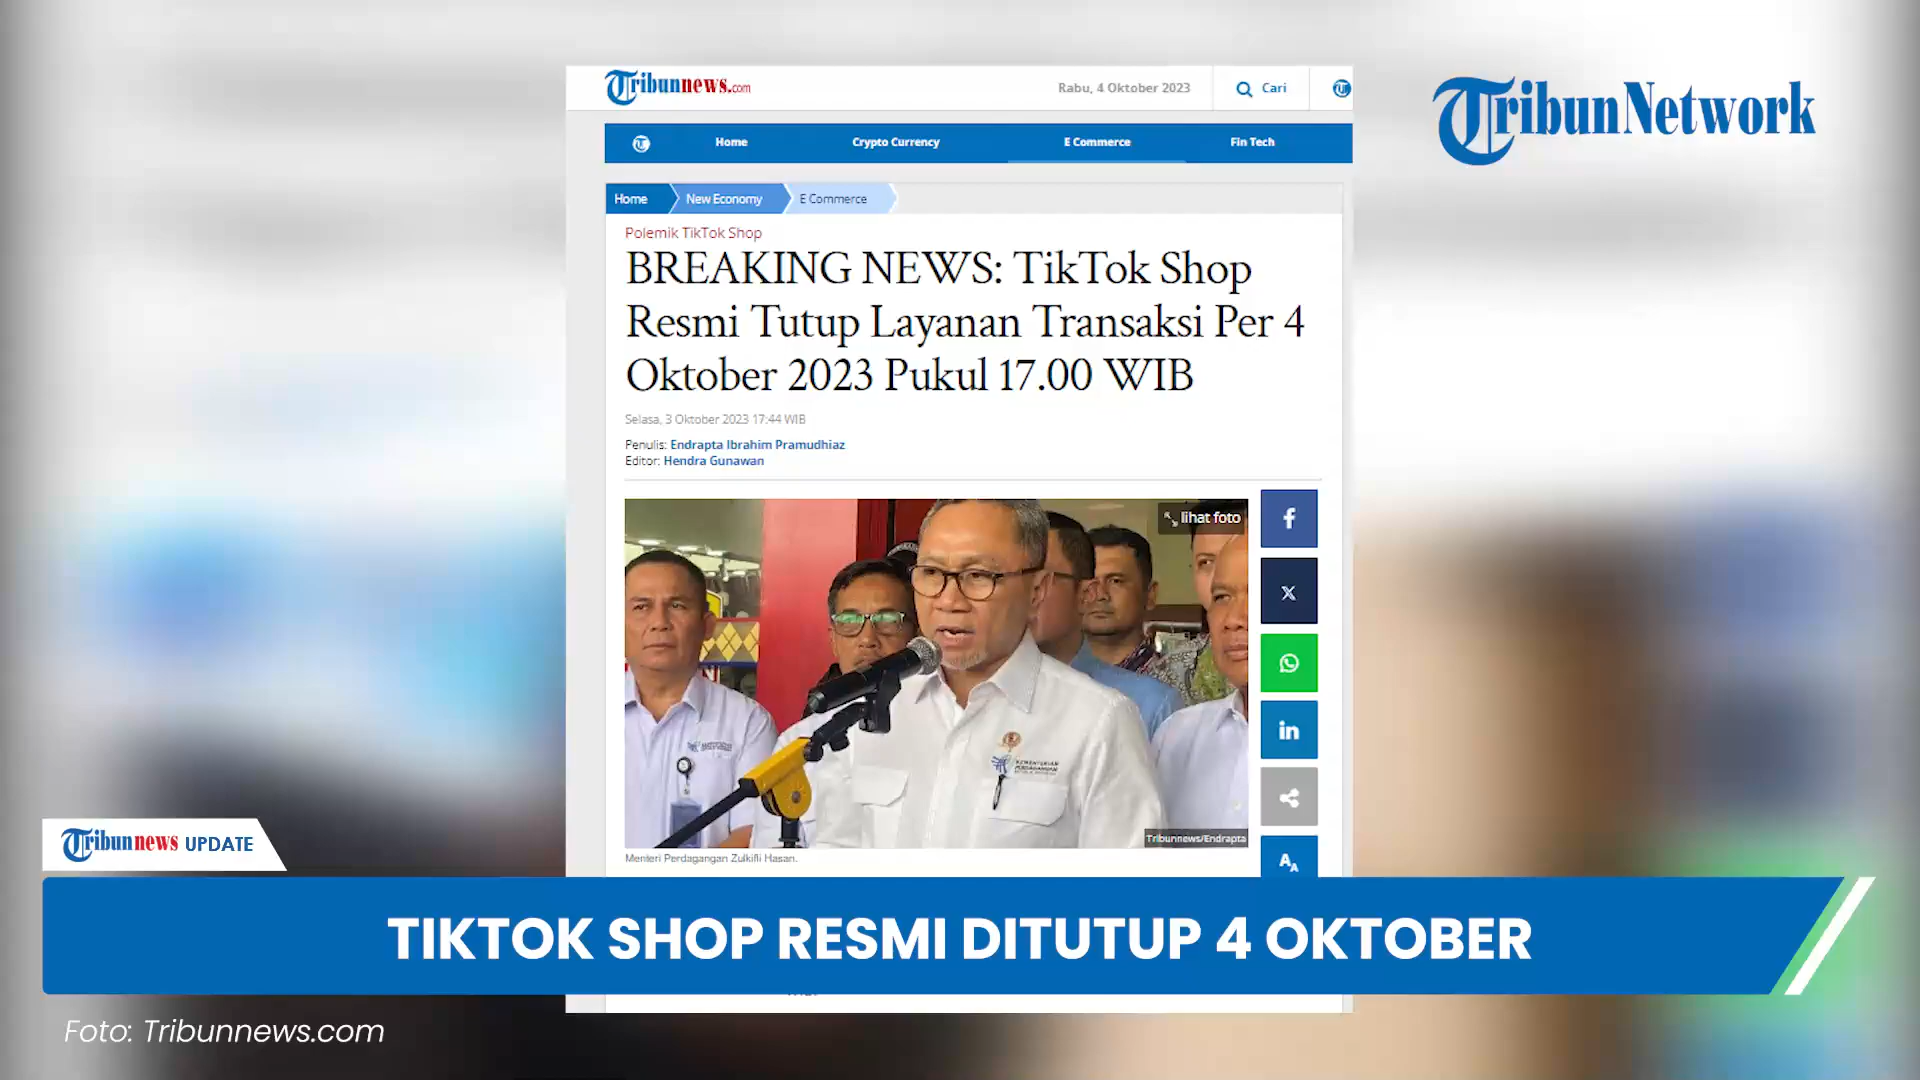 Tribunnews.com
Rabu, 4 Oktober 2023
Cari
TribunNetwork
Home
Crypto Currency
E Commerce
Fin Tech
Home
New Economy
E Commerce
Polemik TikTok Shop
BREAKING NEWS: TikTok Shop
Resmi Tutup Layanan Transaksi Per 4
Oktober 2023 Pukul 17.00 WIB
Selasa, 3 Oktober 2023 17:44 WIB
Penulis: Endrapta Ibrahim Pramudhiaz
Editor: Hendra Gunawan
lihat foto
KEMENTERIAN
PERDAGANGAN
Tribunnews/Endrapta
Menteri Perdagangan Zulkifli Hasan.
Tribunnews UPDATE
TIKTOK SHOP RESMI DITUTUP 4 OKTOBER
Foto: Tribunnews.com